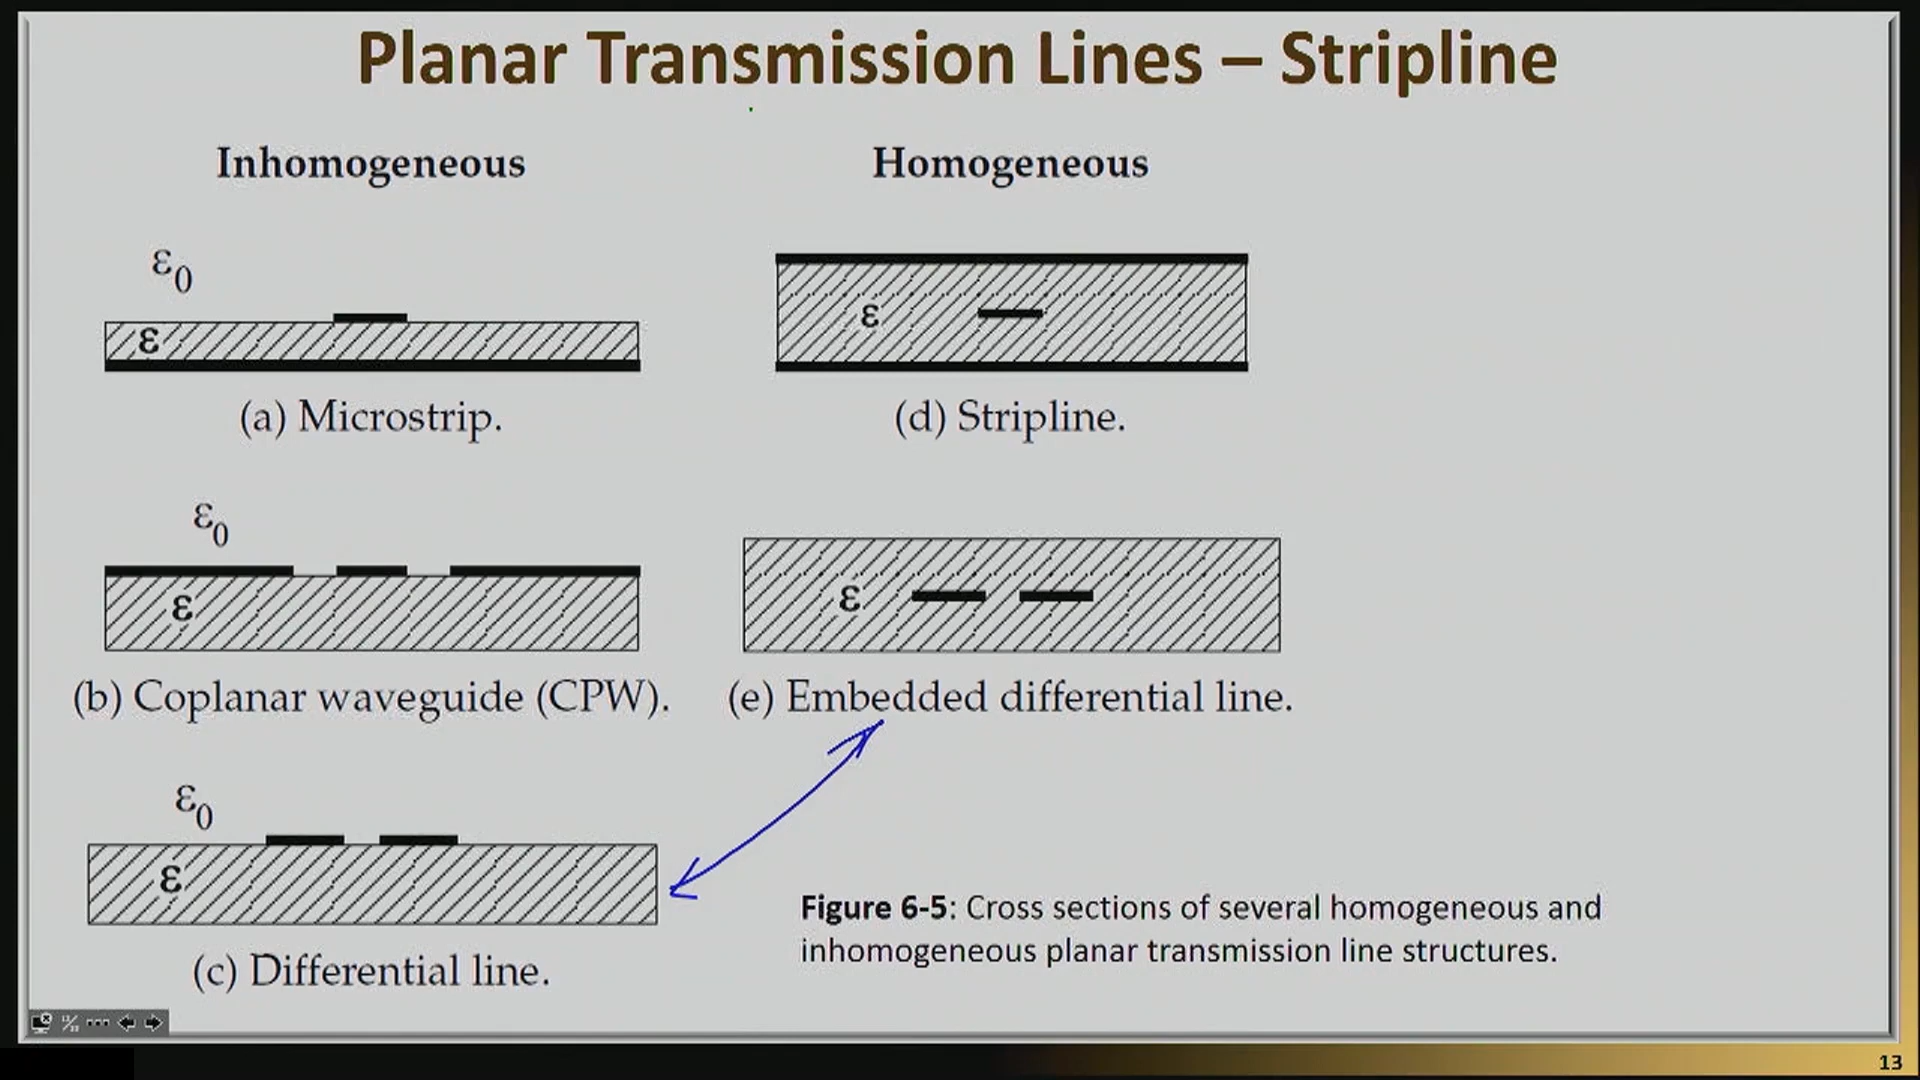 Planar Transmission Lines – Stripline
Inhomogeneous
Homogeneous
ε0
ε
(a) Microstrip.
ε
(d) Stripline.
ε0
ε
(b) Coplanar waveguide (CPW).
ε
(e) Embedded differential line.
ε0
ε
(c) Differential line.
Figure 6-5: Cross sections of several homogeneous and
inhomogeneous planar transmission line structures.
13